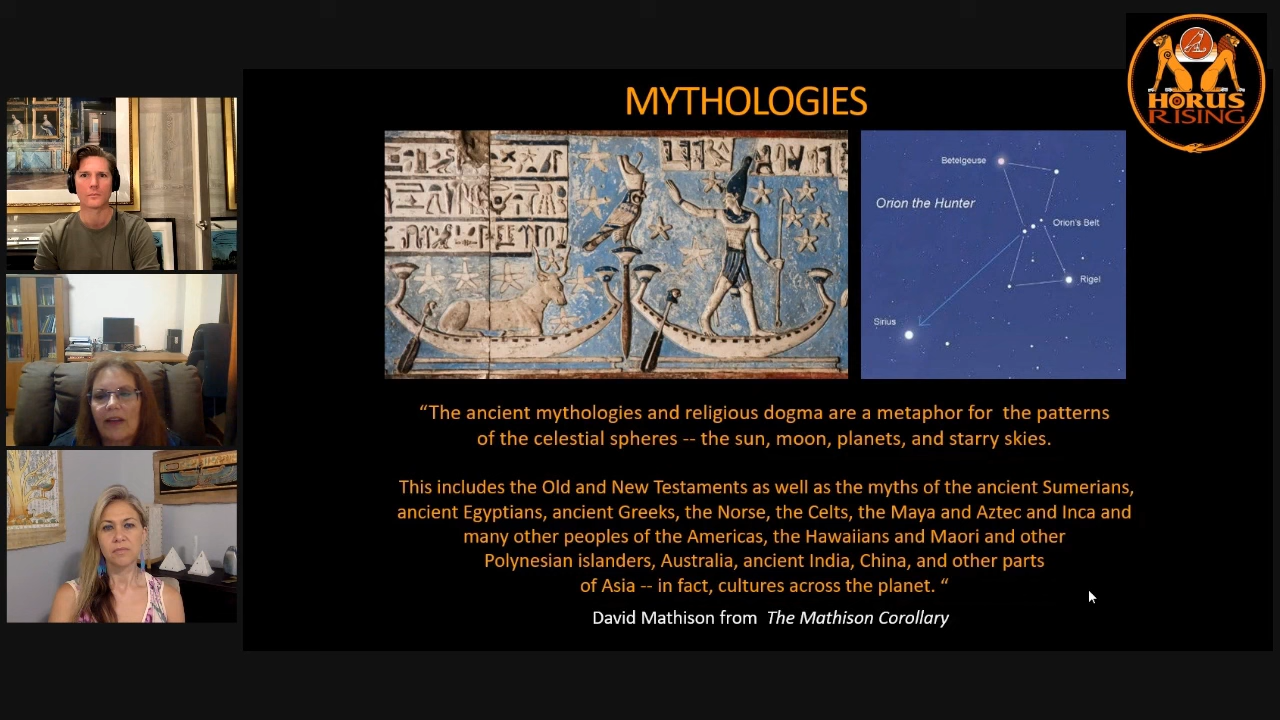 MYTHOLOGIES
HORUS
RISING
Betelgeuse
Orion the Hunter
Orion's Belt
Rigel
Sirius
“The ancient mythologies and religious dogma are a metaphor for the patterns
of the celestial spheres -- the sun, moon, planets, and starry skies.
This includes the Old and New Testaments as well as the myths of the ancient Sumerians,
ancient Egyptians, ancient Greeks, the Norse, the Celts, the Maya and Aztec and Inca and
many other peoples of the Americas, the Hawaiians and Maori and other
Polynesian islanders, Australia, ancient India, China, and other parts
of Asia -- in fact, cultures across the planet. “
David Mathison from The Mathison Corollary